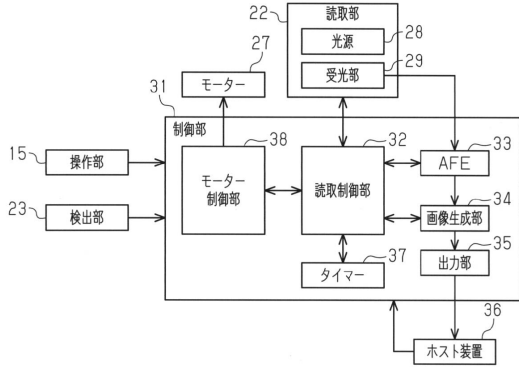 22
読取部
光源
28
受光部
29
27
モーター
31
制御部
15
操作部
23
検出部
38
モーター
制御部
32
読取制御部
33
AFE
34
画像生成部
35
出力部
37
タイマー
36
ホスト装置